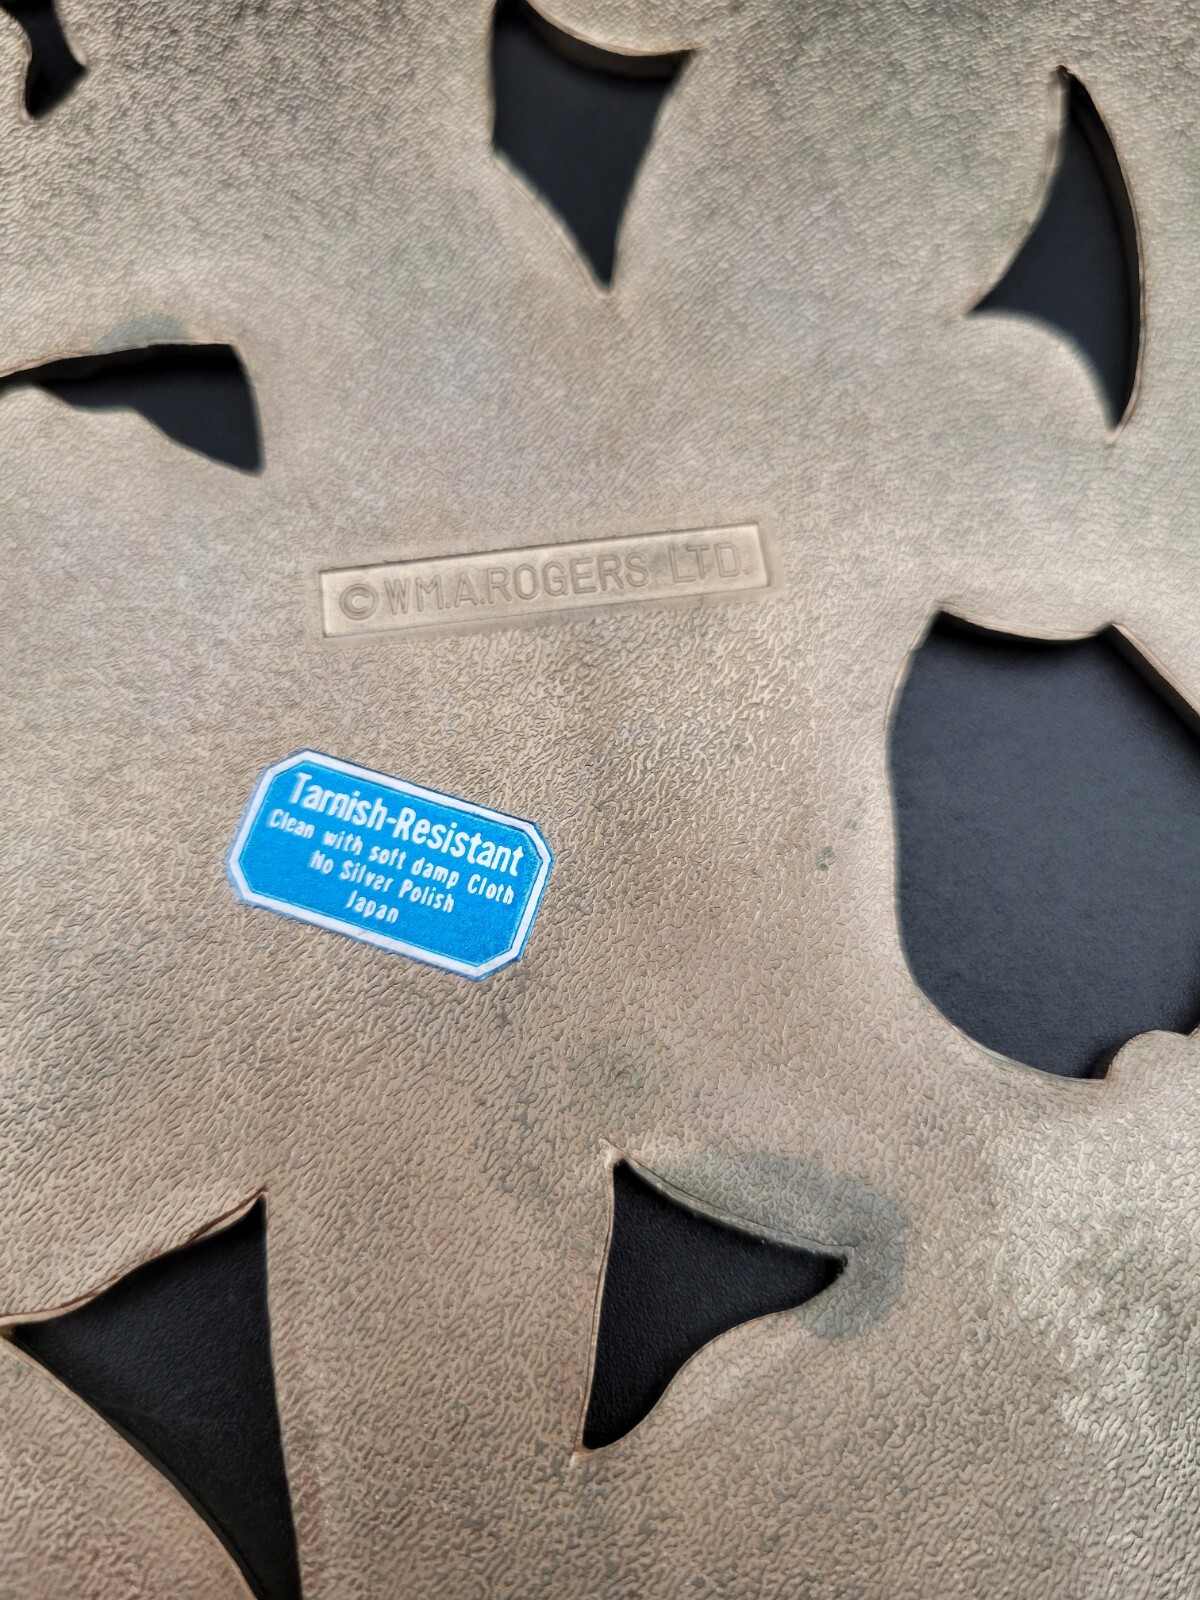 ©WM.A.ROGERS LTD.
Tarnish-Resistant
Clean with soft damp Cloth
No Silver Polish
Japan